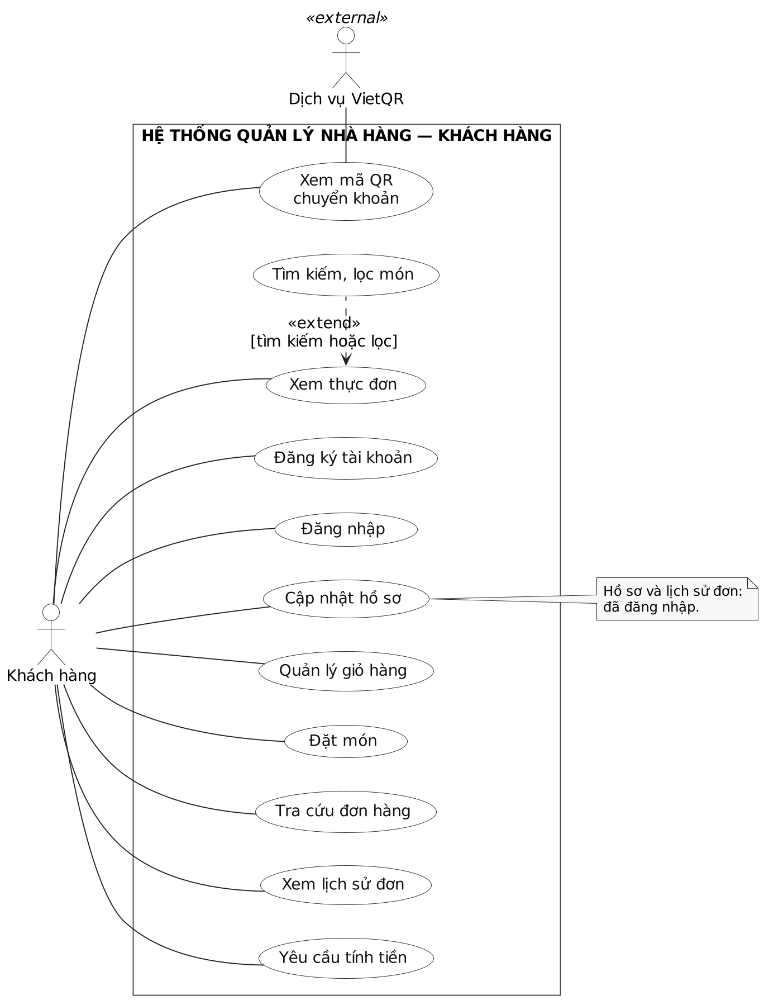 «external»
Dịch vụ VietQR
HỆ THỐNG QUẢN LÝ NHÀ HÀNG — KHÁCH HÀNG
Xem mã QR
chuyển khoản
Tìm kiếm, lọc món
«extend»
[tìm kiếm hoặc lọc]
Xem thực đơn
Đăng ký tài khoản
Đăng nhập
Cập nhật hồ sơ
Hồ sơ và lịch sử đơn:
đã đăng nhập.
Quản lý giỏ hàng
Khách hàng
Đặt món
Tra cứu đơn hàng
Xem lịch sử đơn
Yêu cầu tính tiền